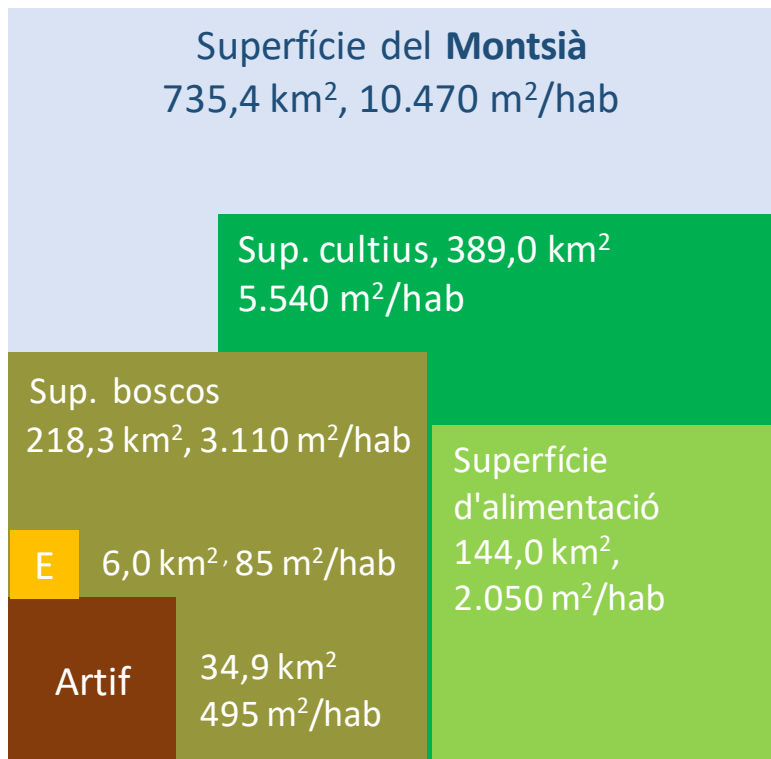 Superfície del Montsià
735,4 km², 10.470 m²/hab
Sup. cultius, 389,0 km²
5.540 m²/hab
Sup. boscos
218,3 km², 3.110 m²/hab
Superfície
d'alimentació
144,0 km²,
2.050 m²/hab
E
6,0 km², 85 m²/hab
Artif
34,9 km²
495 m²/hab